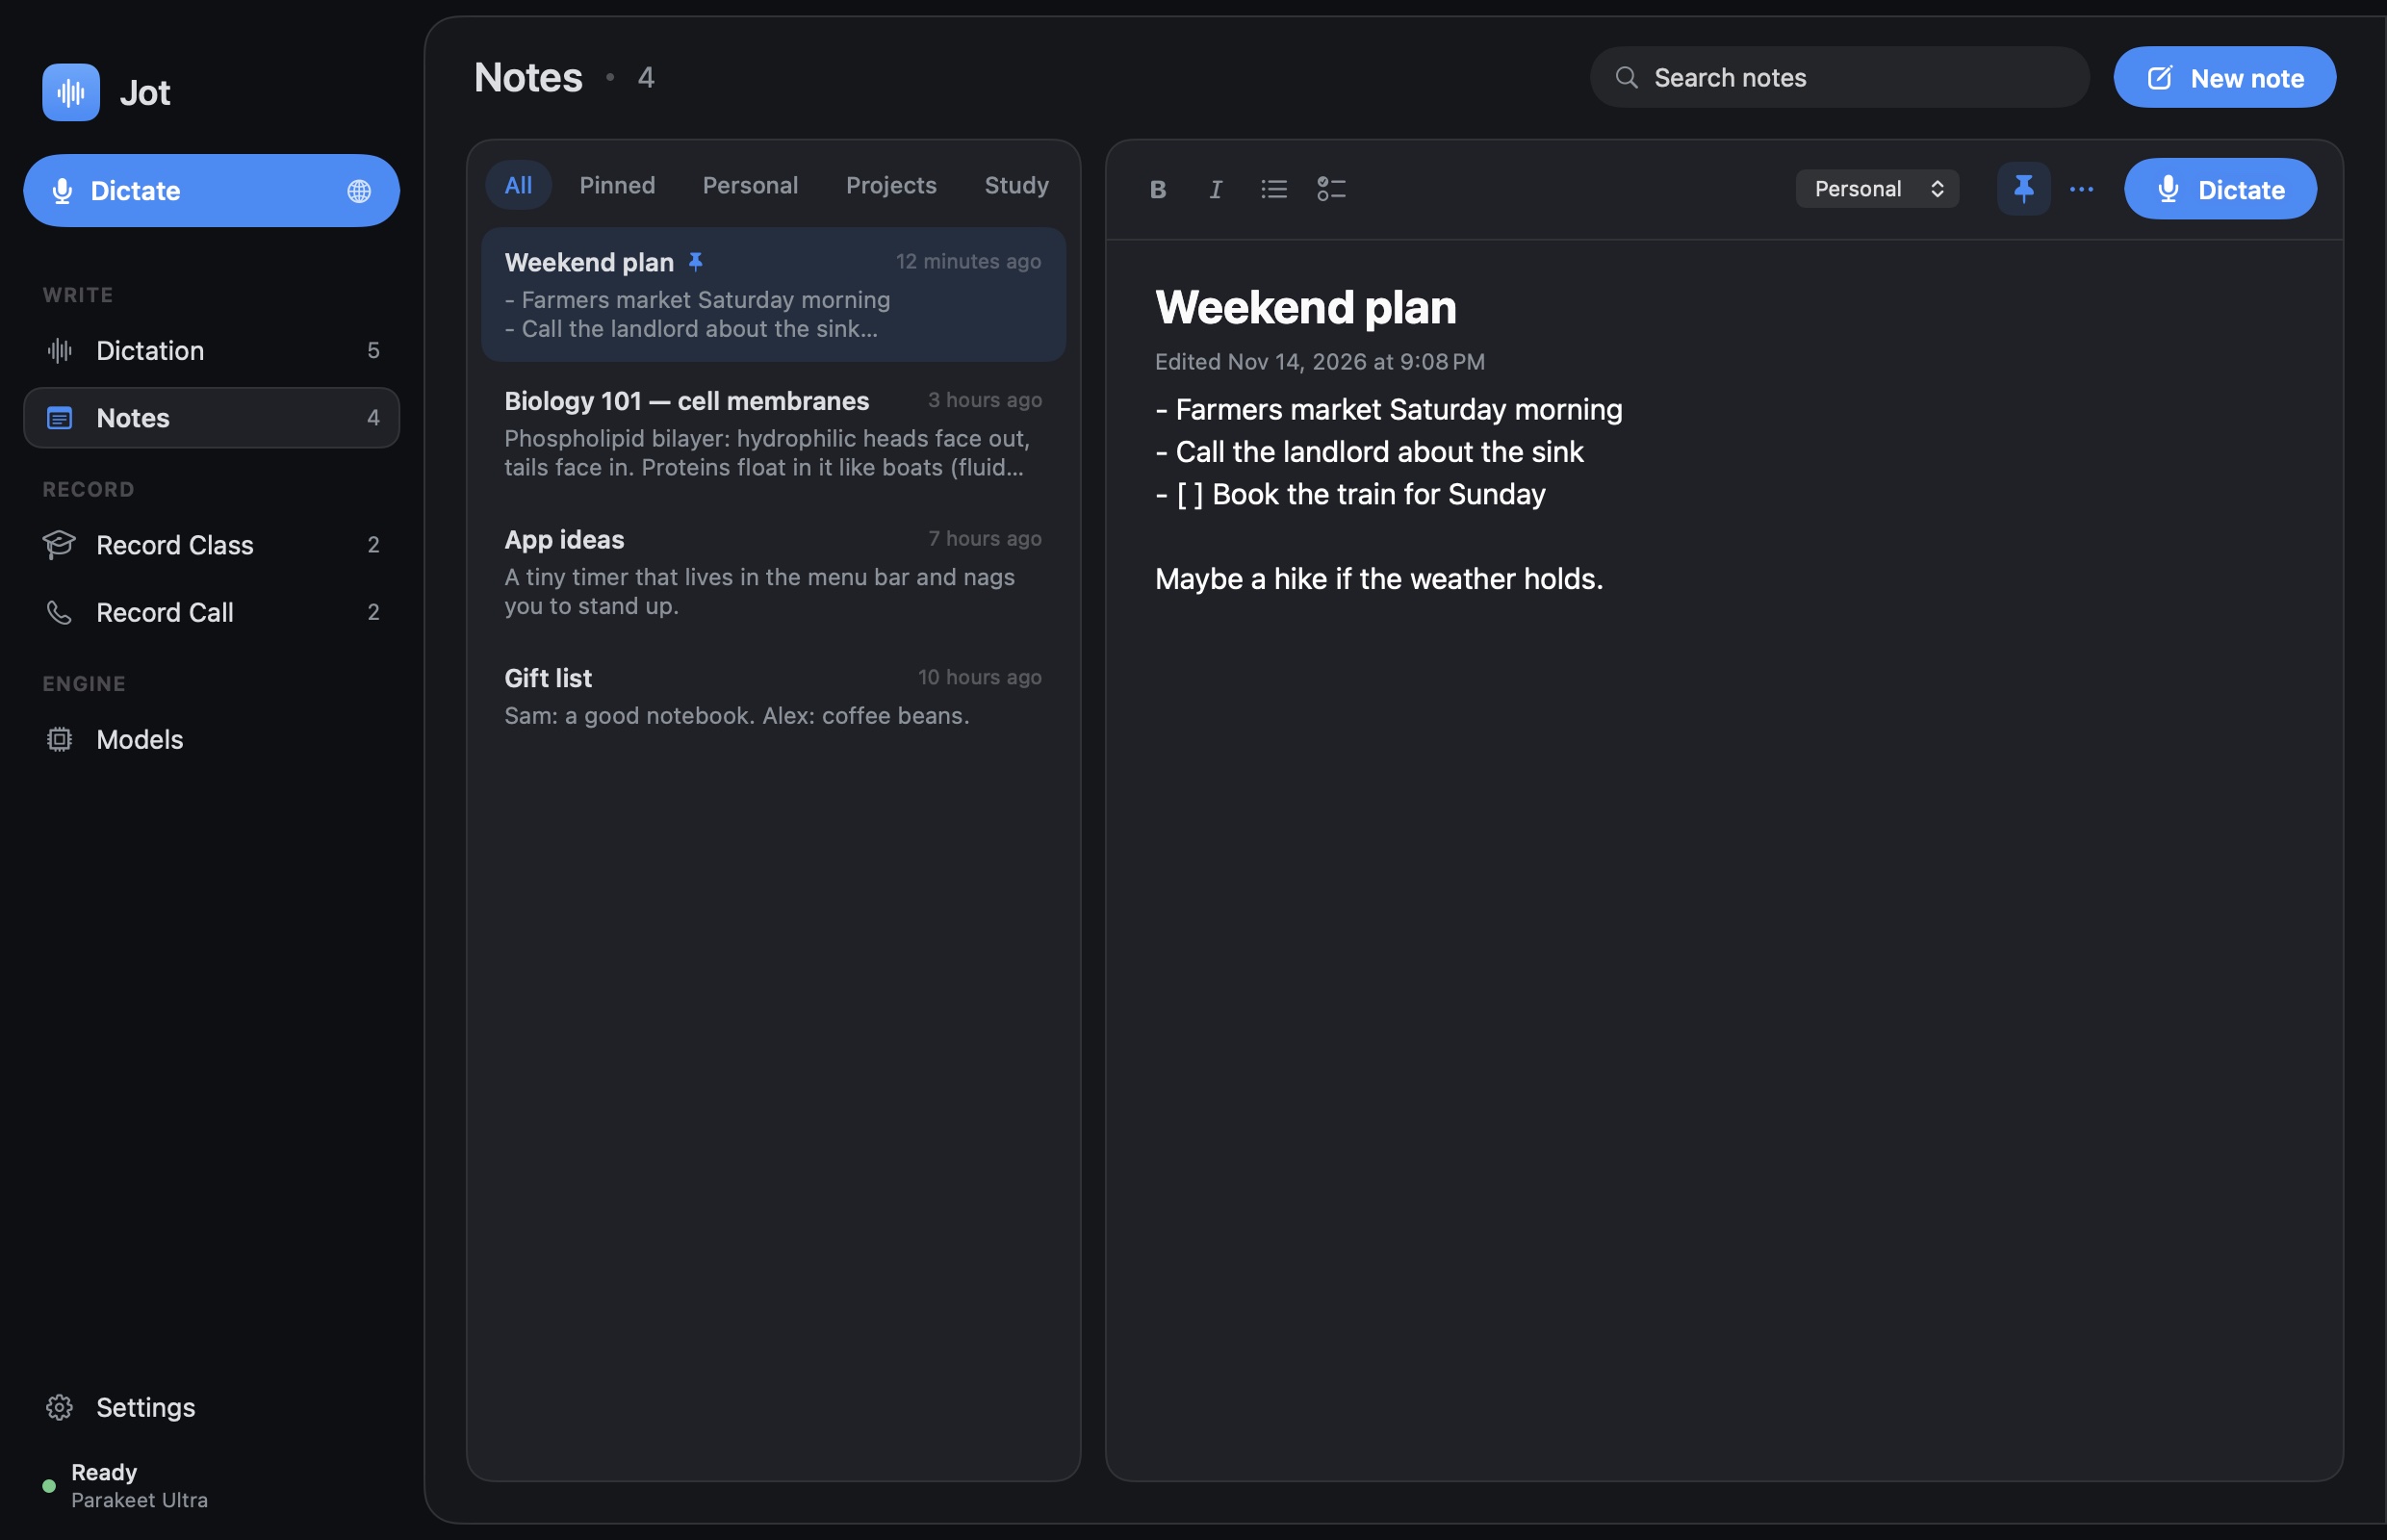 Jot
Dictate
WRITE
Dictation 5
Notes 4
RECORD
Record Class 2
Record Call 2
ENGINE
Models
Settings
Ready
Parakeet Ultra
Notes • 4
Search notes
New note
All Pinned Personal Projects Study
Weekend plan 12 minutes ago
- Farmers market Saturday morning
- Call the landlord about the sink...
Biology 101 — cell membranes 3 hours ago
Phospholipid bilayer: hydrophilic heads face out,
tails face in. Proteins float in it like boats (fluid...
App ideas 7 hours ago
A tiny timer that lives in the menu bar and nags
you to stand up.
Gift list 10 hours ago
Sam: a good notebook. Alex: coffee beans.
B I Personal Dictate
Weekend plan
Edited Nov 14, 2026 at 9:08 PM
- Farmers market Saturday morning
- Call the landlord about the sink
- [ ] Book the train for Sunday
Maybe a hike if the weather holds.